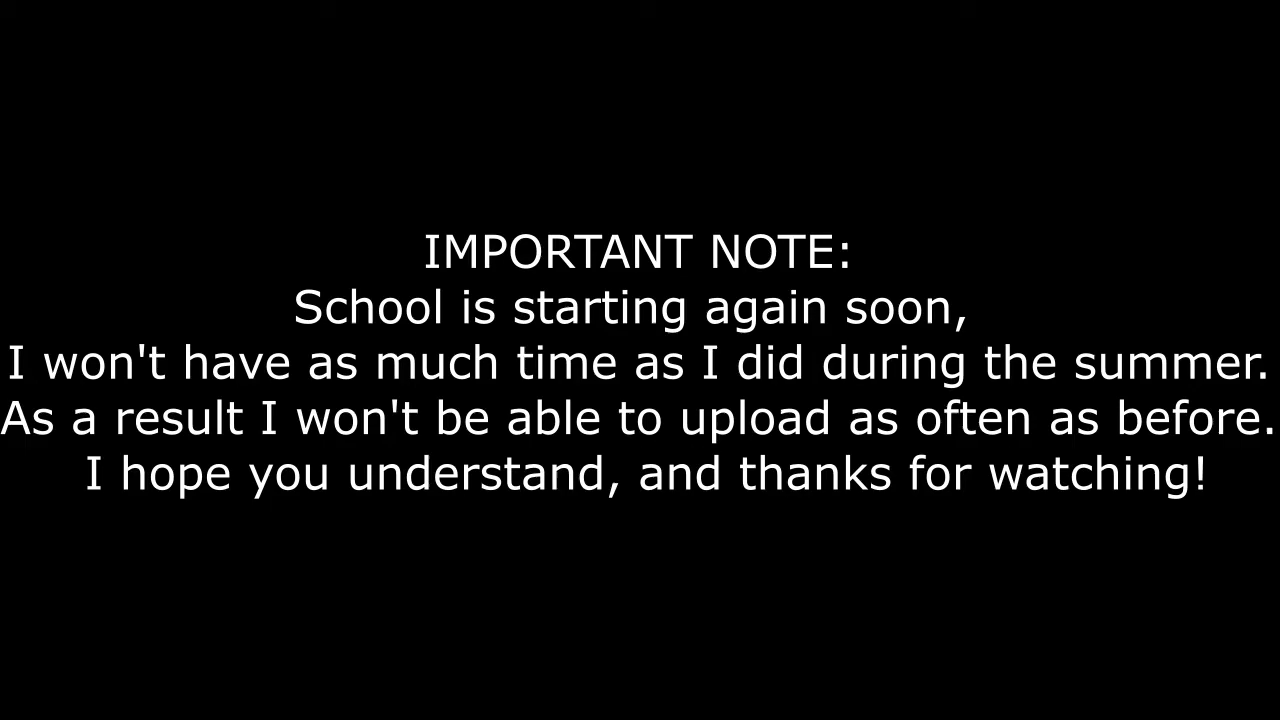 IMPORTANT NOTE:
School is starting again soon,
I won't have as much time as I did during the summer.
As a result I won't be able to upload as often as before.
I hope you understand, and thanks for watching!